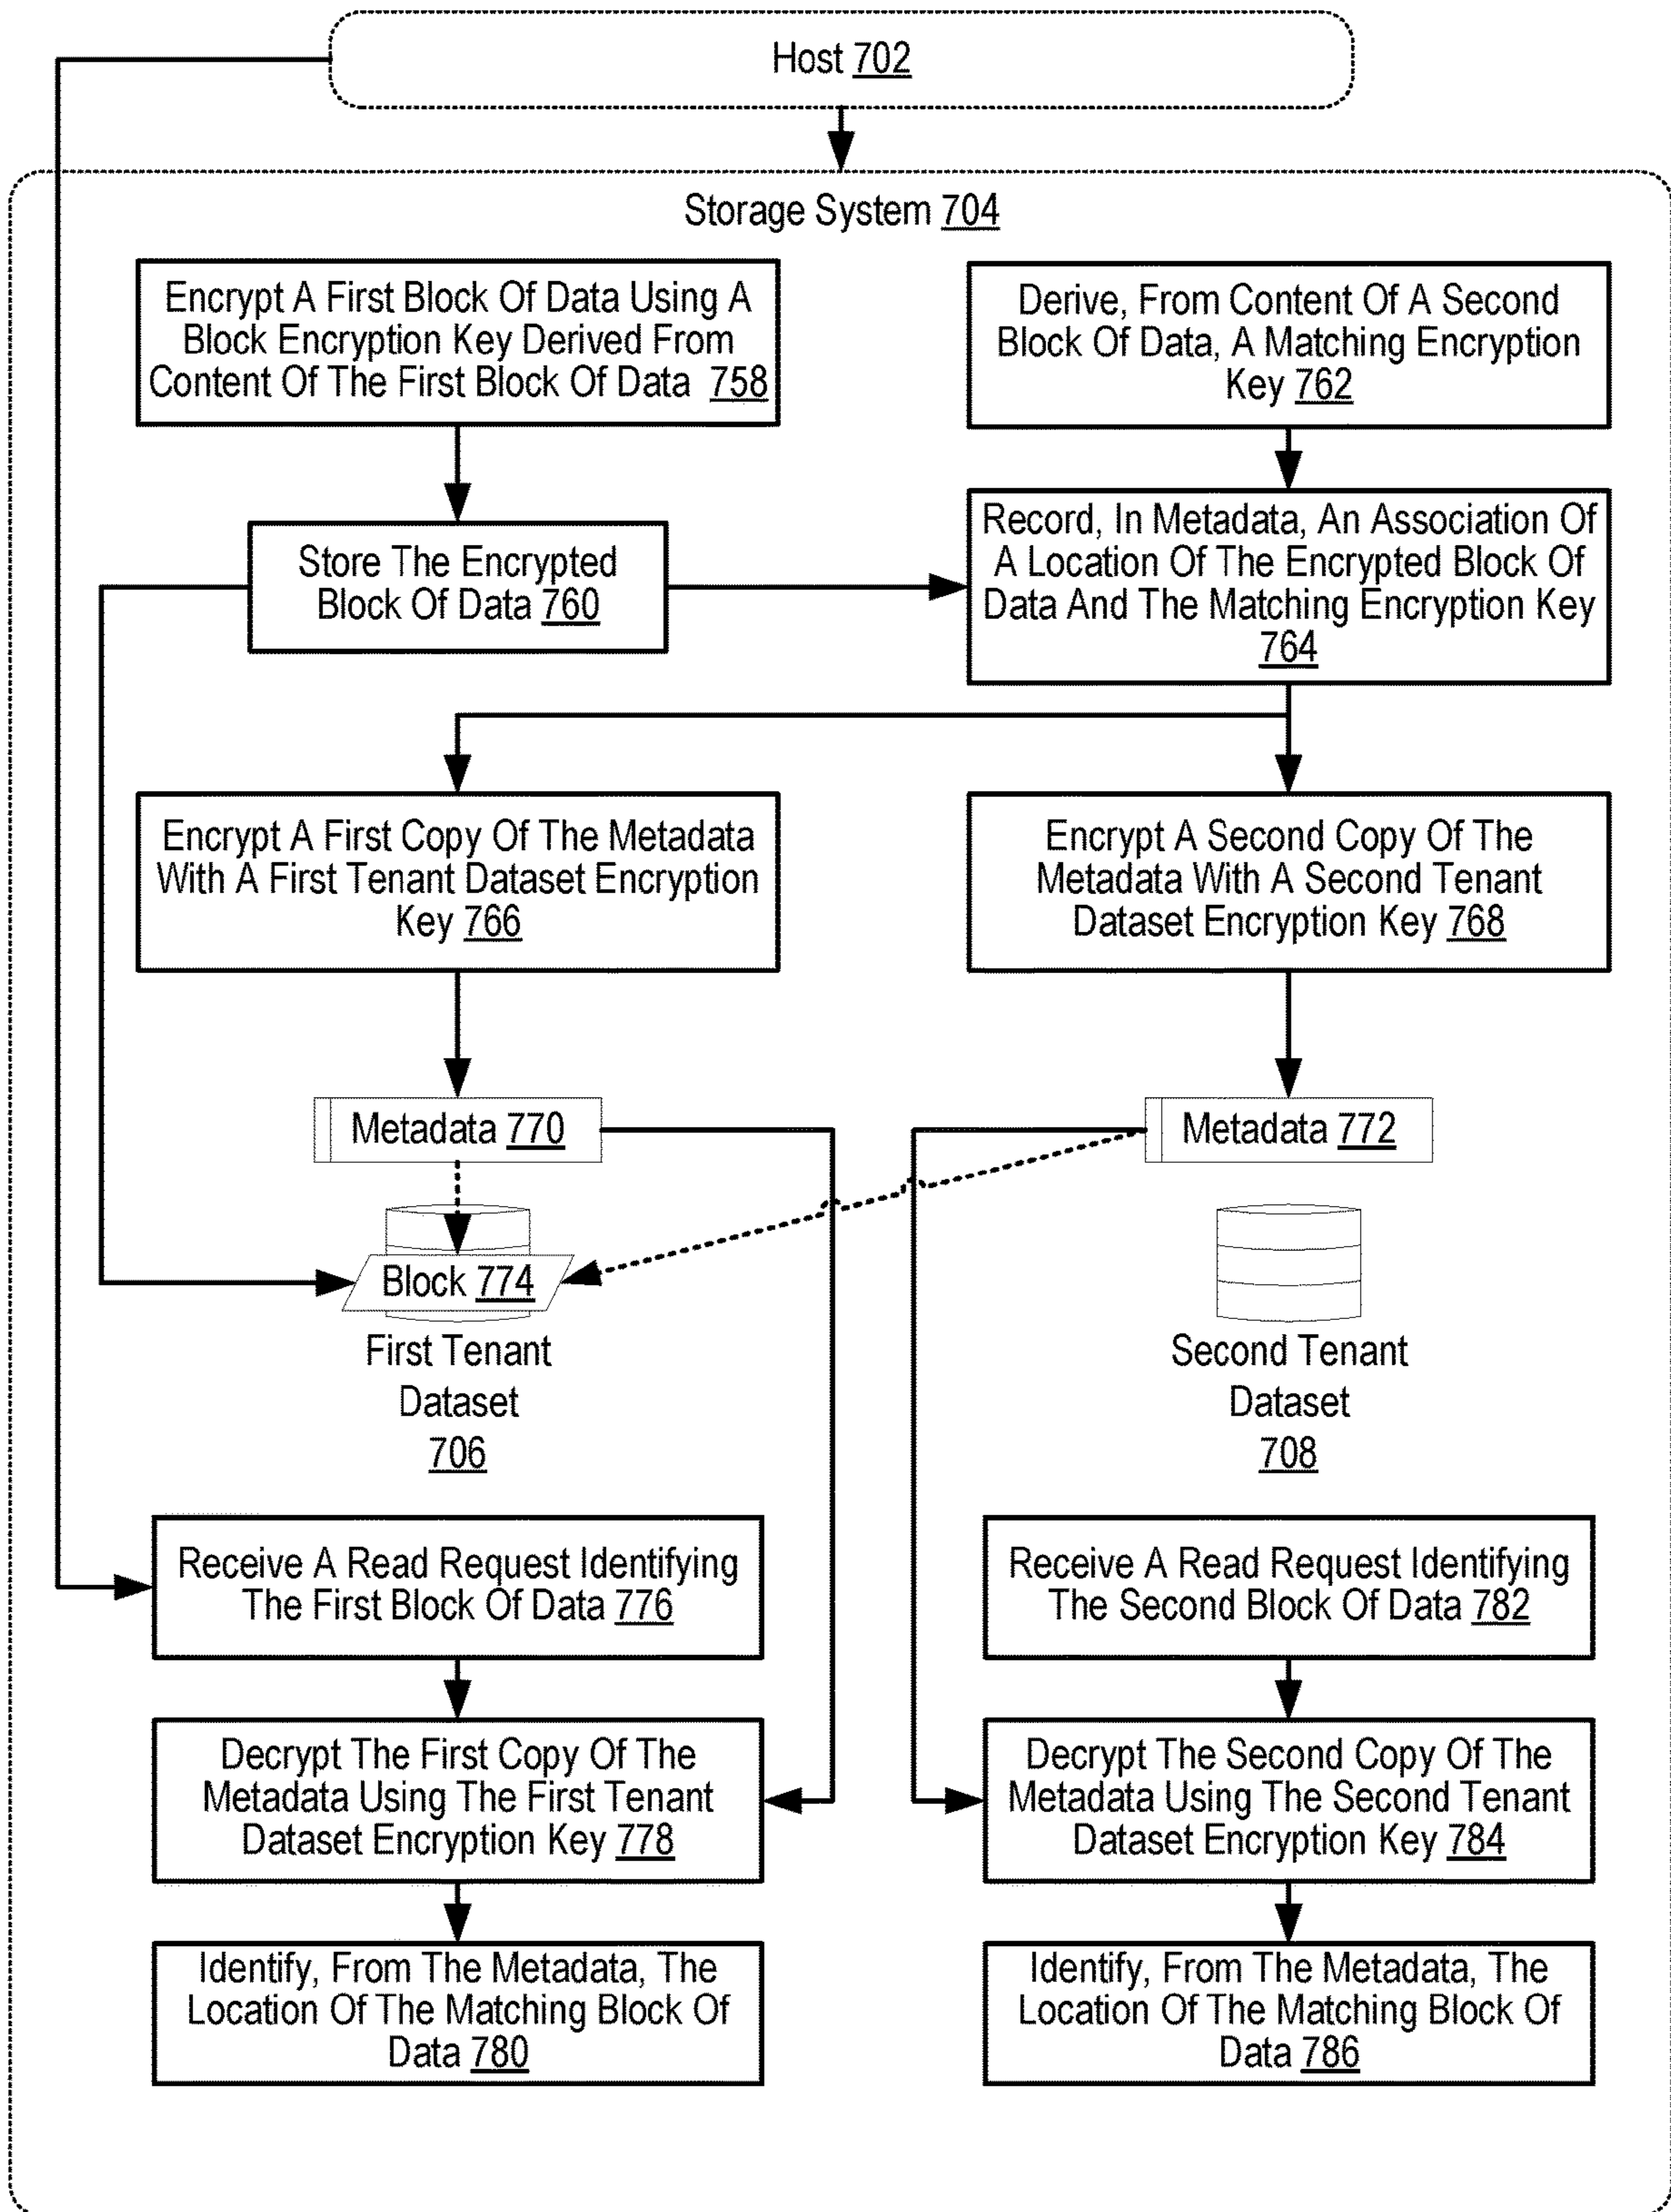 Host 702
Storage System 704
Encrypt A First Block Of Data Using A
Block Encryption Key Derived From
Content Of The First Block Of Data 758
Derive, From Content Of A Second
Block Of Data, A Matching Encryption
Key 762
Store The Encrypted
Block Of Data 760
Record, In Metadata, An Association Of
A Location Of The Encrypted Block Of
Data And The Matching Encryption Key
764
Encrypt A First Copy Of The Metadata
With A First Tenant Dataset Encryption
Key 766
Encrypt A Second Copy Of The
Metadata With A Second Tenant
Dataset Encryption Key 768
Metadata 770
Metadata 772
Block 774
First Tenant
Dataset
706
Second Tenant
Dataset
708
Receive A Read Request Identifying
The First Block Of Data 776
Receive A Read Request Identifying
The Second Block Of Data 782
Decrypt The First Copy Of The
Metadata Using The First Tenant
Dataset Encryption Key 778
Decrypt The Second Copy Of The
Metadata Using The Second Tenant
Dataset Encryption Key 784
Identify, From The Metadata, The
Location Of The Matching Block Of
Data 780
Identify, From The Metadata, The
Location Of The Matching Block Of
Data 786